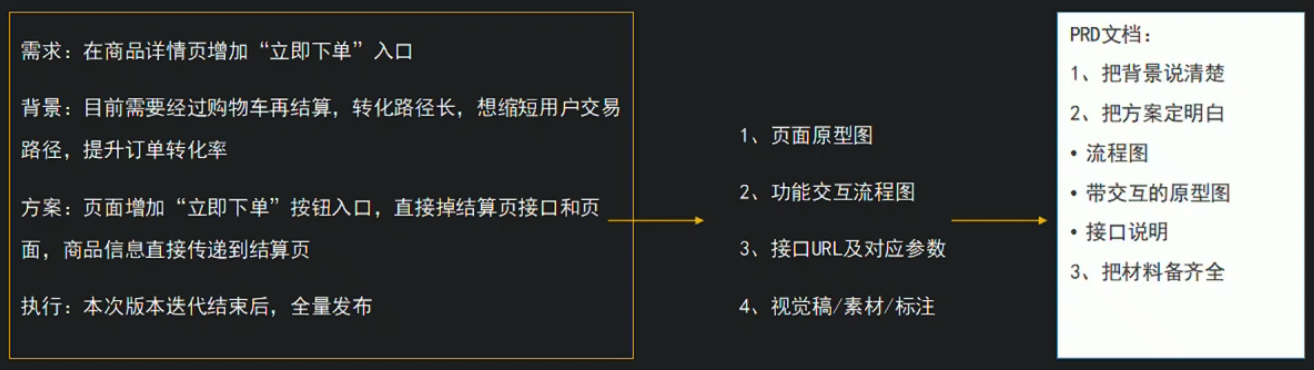 需求：在商品详情页增加“立即下单”入口
背景：目前需要经过购物车再结算，转化路径长，想缩短用户交易
路径，提升订单转化率
方案：页面增加“立即下单”按钮入口，直接掉结算页接口和页
面，商品信息直接传递到结算页
执行：本次版本迭代结束后，全量发布
1、页面原型图
2、功能交互流程图
3、接口URL及对应参数
4、视觉稿/素材/标注
PRD文档：
1、把背景说清楚
2、把方案定明白
• 流程图
• 带交互的原型图
• 接口说明
3、把材料备齐全